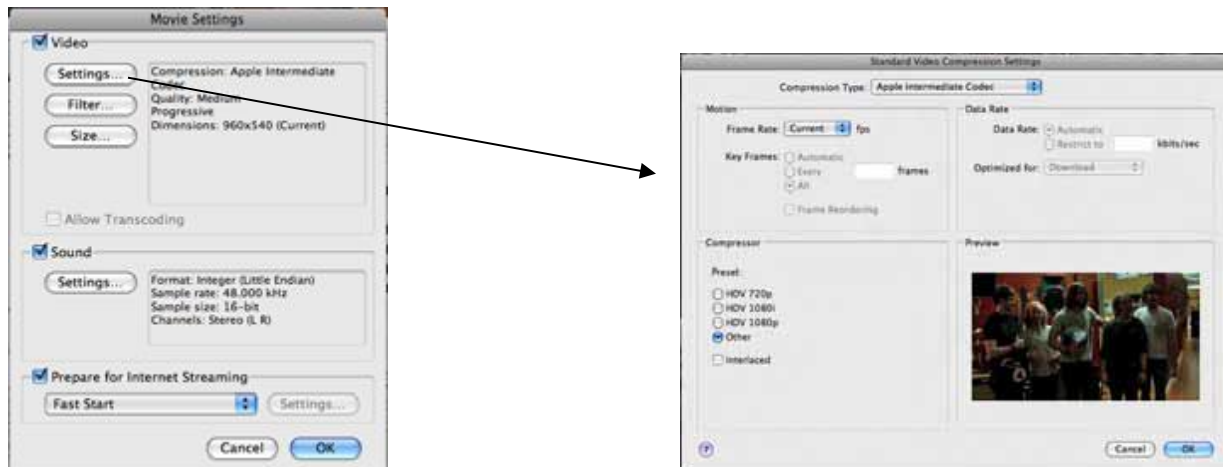 Movie Settings
Video
Settings...
Compression: Apple Intermediate
Codec
Quality: Medium
Progressive
Dimensions: 960x540 (Current)
Filter...
Size...
Allow Transcoding
Sound
Settings...
Format: Integer (Little Endian)
Sample rate: 48.000 kHz
Sample size: 16-bit
Channels: Stereo (L R)
Prepare for Internet Streaming
Fast Start
Settings...
Cancel
OK
Standard Video Compression Settings
Compression Type: Apple Intermediate Codec
Motion
Frame Rate: Current fps
Key Frames: Automatic
Every frames
All
Frame Reordering
Data Rate
Data Rate: Automatic
Restrict to kbits/sec
Optimized for: Download
Compressor
Preset:
HDV 720p
HDV 1080i
HDV 1080p
Other
Interlaced
Preview
?
Cancel
OK